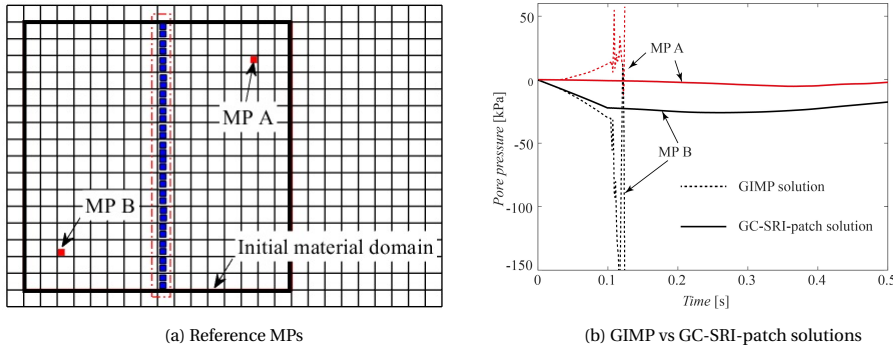 MP A
MP B
Initial material domain
(a) Reference MPs
50
0
-50
-100
-150
Pore pressure [kPa]
MP A
MP B
GIMP solution
GC-SRI-patch solution
0
0.1
0.2
0.3
0.4
0.5
Time [s]
(b) GIMP vs GC-SRI-patch solutions